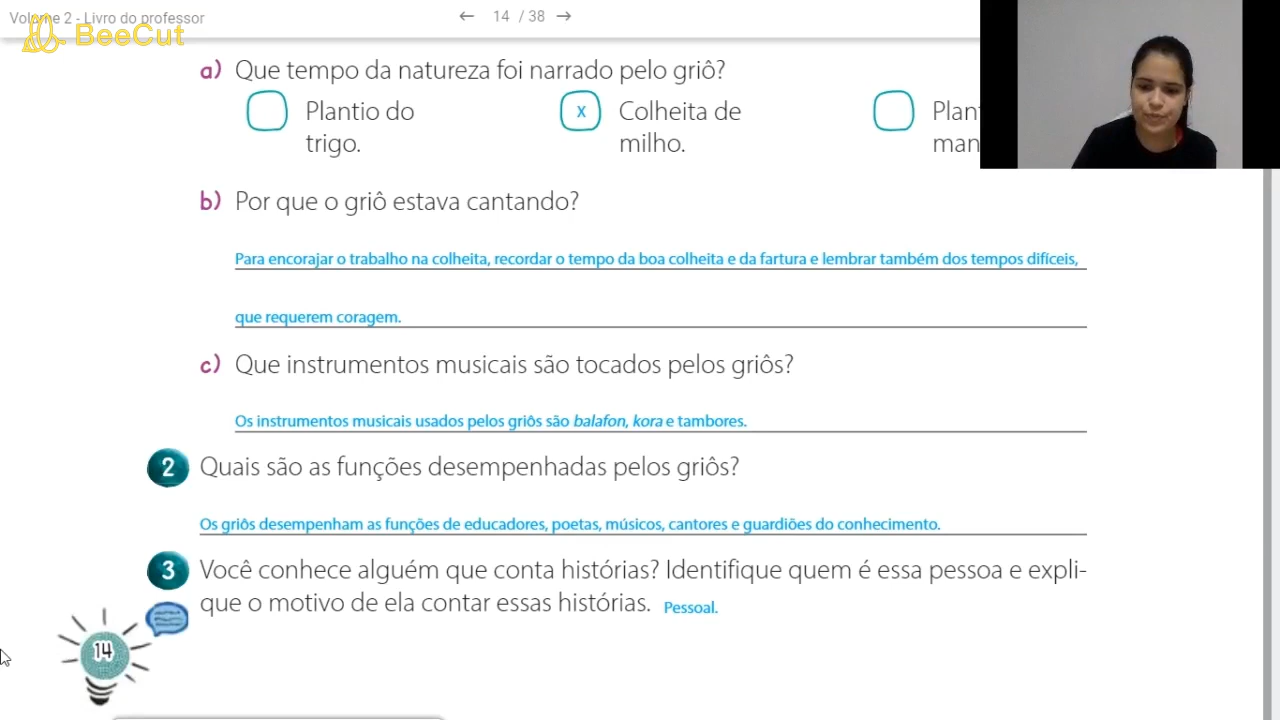 Volume 2 - Livro do professor
14 / 38
BeeCut
a) Que tempo da natureza foi narrado pelo griô?
Plantio do trigo.
x Colheita de milho.
b) Por que o griô estava cantando?
Para encorajar o trabalho na colheita, recordar o tempo da boa colheita e da fartura e lembrar também dos tempos difíceis,
que requerem coragem.
c) Que instrumentos musicais são tocados pelos griôs?
Os instrumentos musicais usados pelos griôs são balafon, kora e tambores.
2 Quais são as funções desempenhadas pelos griôs?
Os griôs desempenham as funções de educadores, poetas, músicos, cantores e guardiões do conhecimento.
3 Você conhece alguém que conta histórias? Identifique quem é essa pessoa e expli-
que o motivo de ela contar essas histórias. Pessoal.
14